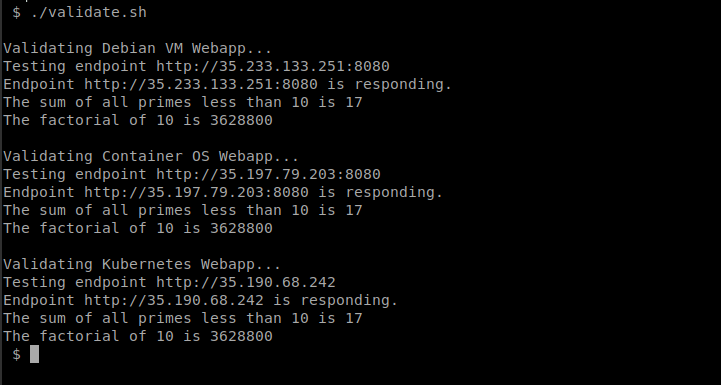 $ ./validate.sh
Validating Debian VM Webapp...
Testing endpoint http://35.233.133.251:8080
Endpoint http://35.233.133.251:8080 is responding.
The sum of all primes less than 10 is 17
The factorial of 10 is 3628800
Validating Container OS Webapp...
Testing endpoint http://35.197.79.203:8080
Endpoint http://35.197.79.203:8080 is responding.
The sum of all primes less than 10 is 17
The factorial of 10 is 3628800
Validating Kubernetes Webapp...
Testing endpoint http://35.190.68.242
Endpoint http://35.190.68.242 is responding.
The sum of all primes less than 10 is 17
The factorial of 10 is 3628800
$